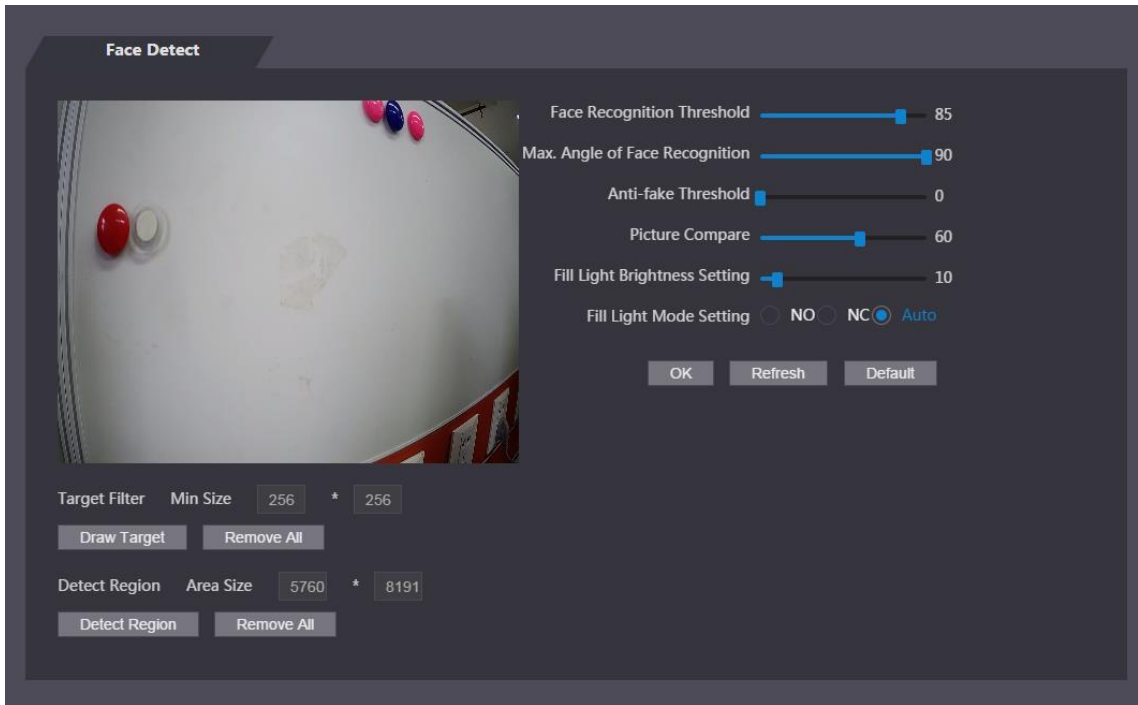 Face Detect
Face Recognition Threshold 85
Max. Angle of Face Recognition 90
Anti-fake Threshold 0
Picture Compare 60
Fill Light Brightness Setting 10
Fill Light Mode Setting NO NC Auto
OK Refresh Default
Target Filter Min Size 256 * 256
Draw Target Remove All
Detect Region Area Size 5760 * 8191
Detect Region Remove All